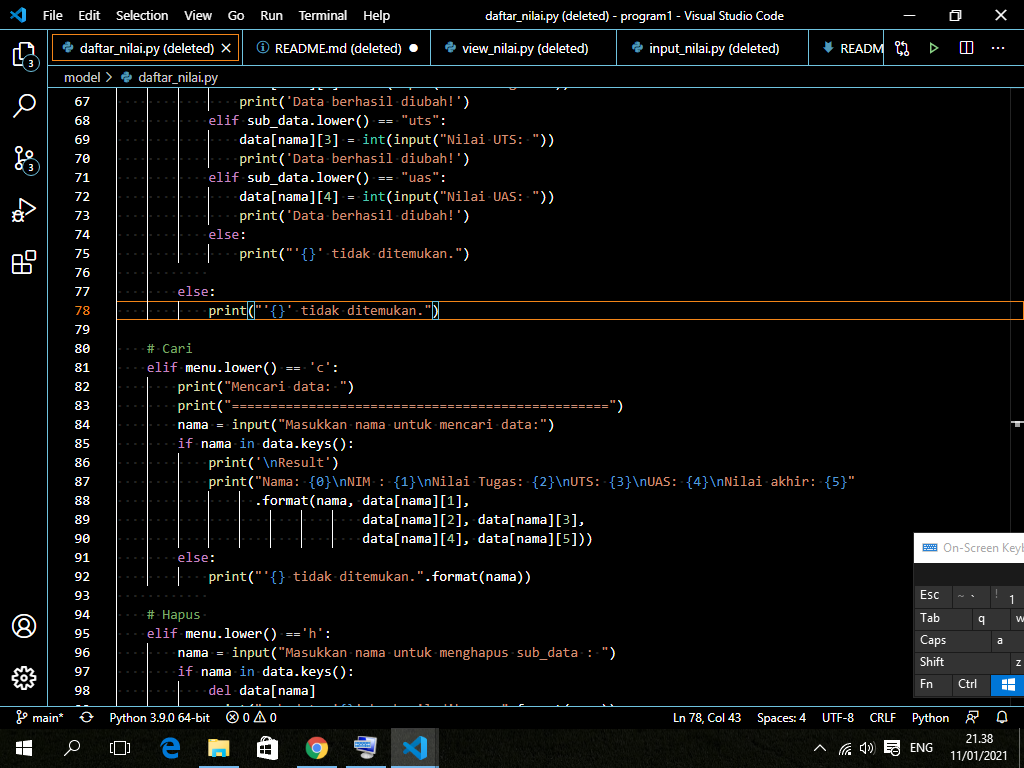 File Edit Selection View Go Run Terminal Help daftar_nilai.py (deleted) - program1 - Visual Studio Code
daftar_nilai.py (deleted) README.md (deleted) view_nilai.py (deleted) input_nilai.py (deleted) READM
model > daftar_nilai.py
67 print('Data berhasil diubah!')
68 elif sub_data.lower() == "uts":
69 data[nama][3] = int(input("Nilai UTS: "))
70 print('Data berhasil diubah!')
71 elif sub_data.lower() == "uas":
72 data[nama][4] = int(input("Nilai UAS: "))
73 print('Data berhasil diubah!')
74 else:
75 print("'{}' tidak ditemukan.")
76
77 else:
78 print("'{}' tidak ditemukan.")
79
80 # Cari
81 elif menu.lower() == 'c':
82 print("Mencari data: ")
83 print("=================================================")
84 nama = input("Masukkan nama untuk mencari data:")
85 if nama in data.keys():
86 print('\nResult')
87 print("Nama: {0}\nNIM : {1}\nNilai Tugas: {2}\nUTS: {3}\nUAS: {4}\nNilai akhir: {5}"
88 .format(nama, data[nama][1],
89 data[nama][2], data[nama][3],
90 data[nama][4], data[nama][5]))
91 else:
92 print("'{} tidak ditemukan.".format(nama))
93
94 # Hapus
95 elif menu.lower() =='h':
96 nama = input("Masukkan nama untuk menghapus sub_data : ")
97 if nama in data.keys():
98 del data[nama]
3
3
On-Screen Keyb
Esc ~ ` ! 1
Tab q w
Caps a
Shift z
Fn Ctrl
main* Python 3.9.0 64-bit 0 0 Ln 78, Col 43 Spaces: 4 UTF-8 CRLF Python
ENG 21.38
11/01/2021